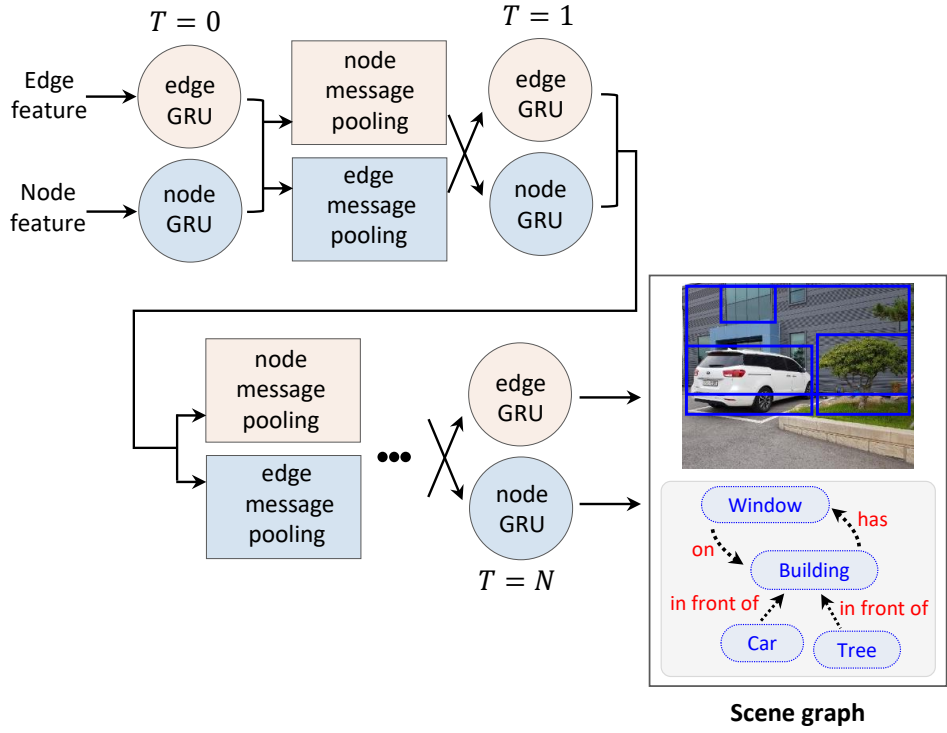 T = 0
T = 1
Edge
feature
edge
GRU
node
message
pooling
edge
GRU
Node
feature
node
GRU
edge
message
pooling
node
GRU
node
message
pooling
edge
GRU
edge
message
pooling
node
GRU
T = N
Window
has
on
Building
in front of
in front of
Car
Tree
Scene graph